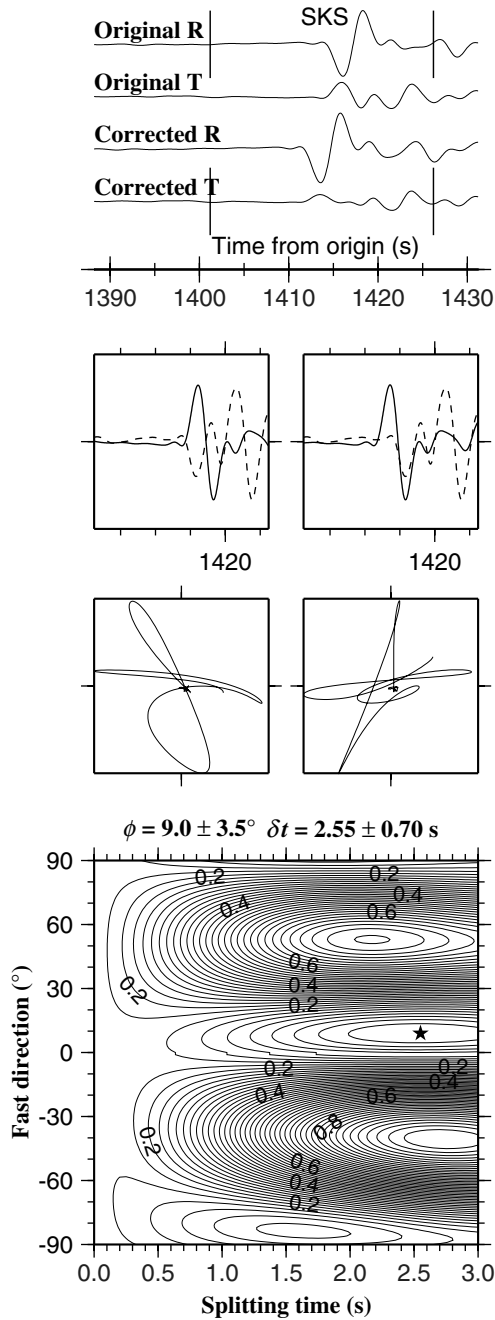 SKS
Original R
Original T
Corrected R
Corrected T
Time from origin (s)
1390 1400 1410 1420 1430
1420 1420
ϕ = 9.0 ± 3.5° δt = 2.55 ± 0.70 s
90
60
30
0
-30
-60
-90
Fast direction (°)
0.2
0.4
0.4
0.6
0.2
0.6
0.4
0.2
0.2
0.2
0.4
0.4
0.6
0.8
0.2
0.6
0.4
0.2
0.0 0.5 1.0 1.5 2.0 2.5 3.0
Splitting time (s)